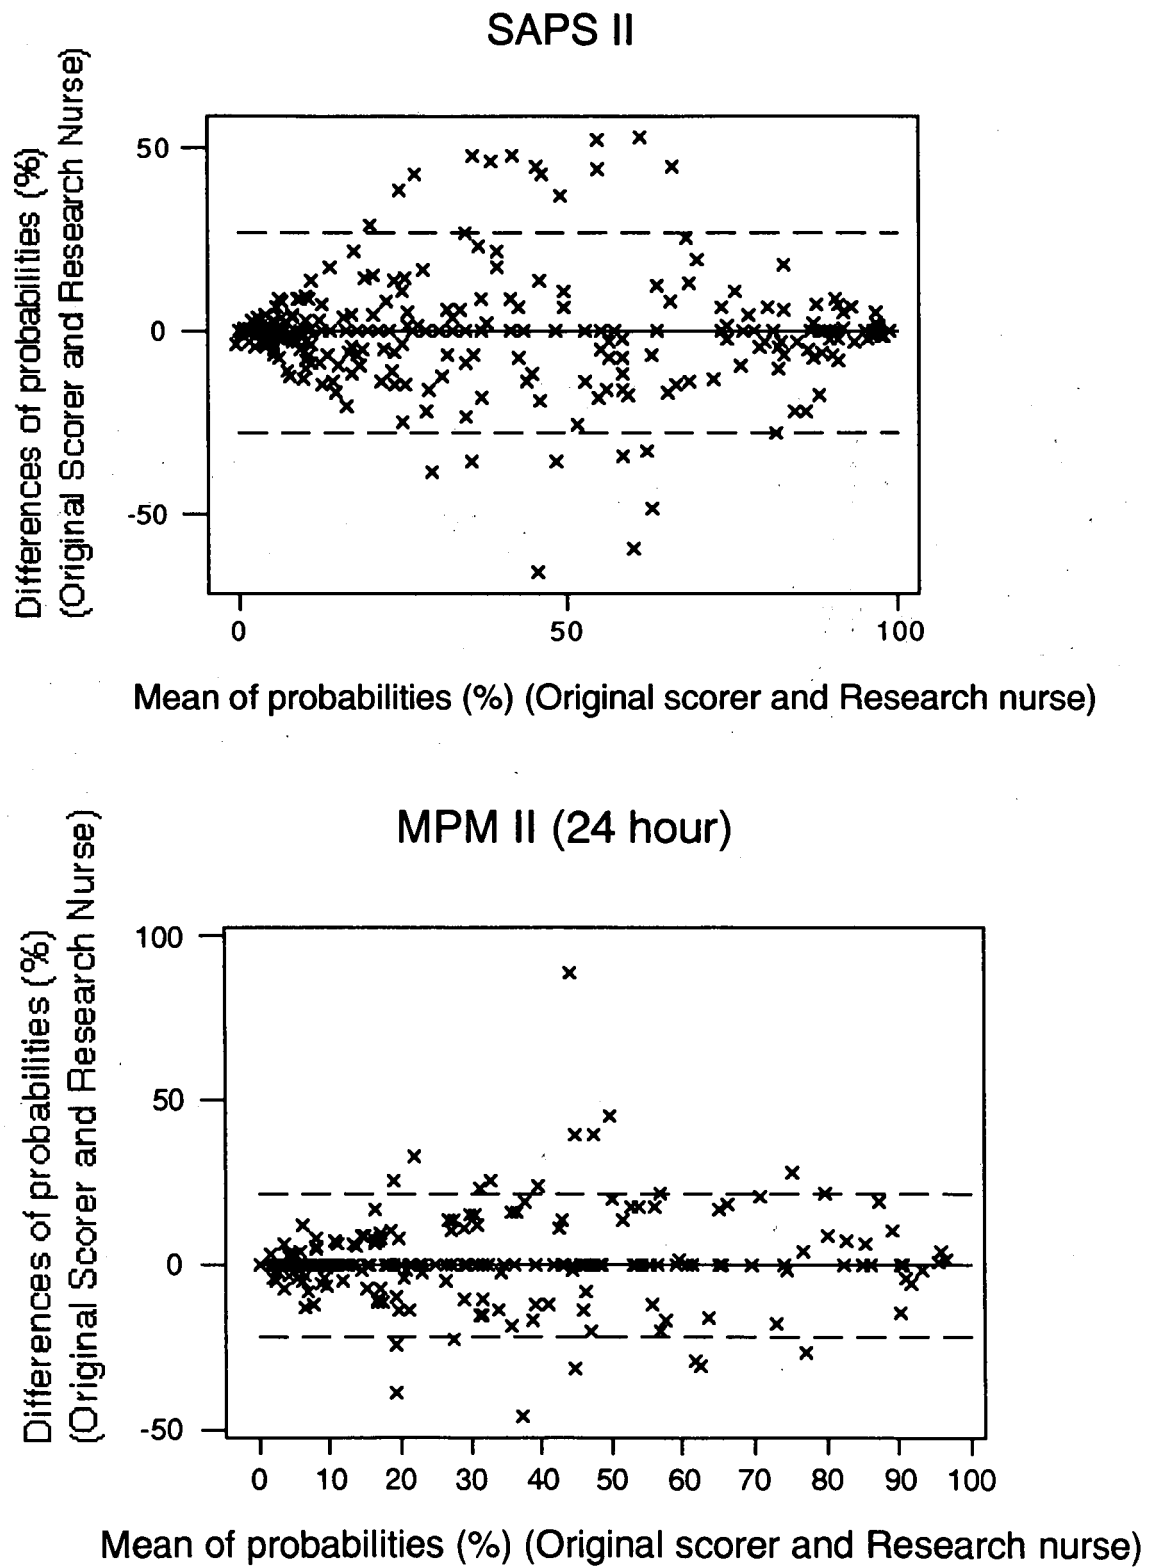 SAPS II
Differences of probabilities (%)
(Original Scorer and Research Nurse)
50
0
-50
0
50
100
Mean of probabilities (%) (Original scorer and Research nurse)
MPM II (24 hour)
Differences of probabilities (%)
(Original Scorer and Research Nurse)
100
50
0
-50
0
10
20
30
40
50
60
70
80
90
100
Mean of probabilities (%) (Original scorer and Research nurse)